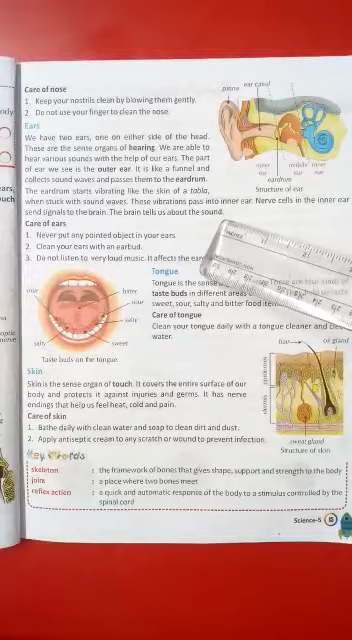 Care of nose
1. Keep your nostrils clean by blowing them gently.
2. Do not use your finger to clean the nose.
Ears
We have two ears, one on either side of the head.
These are the sense organs of hearing. We are able to
hear various sounds with the help of our ears. The part
of ear we see is the outer ear. It is like a funnel and
collects sound waves and passes them to the eardrum.
The eardrum starts vibrating like the skin of a tabla,
when stuck with sound waves. These vibrations pass into inner ear. Nerve cells in the inner ear
send signals to the brain. The brain tells us about the sound.
pinna ear canal
outer ear middle ear inner ear
eardrum
Structure of ear
Care of ears
1. Never put any pointed object in your ears.
2. Clean your ears with an earbud.
3. Do not listen to very loud music. It affects the ear
sour bitter
sour
salty
salty sweet
Taste buds on the tongue
Tongue
Tongue is the sense There are four kinds of
taste buds in different areas
sweet, sour, salty and bitter food
Care of tongue
Clean your tongue daily with a tongue cleaner and
water.
Skin
Skin is the sense organ of touch. It covers the entire surface of our
body and protects it against injuries and germs. It has nerve
endings that help us feel heat, cold and pain.
Care of skin
1. Bathe daily with clean water and soap to clean dirt and dust.
2. Apply antiseptic cream to any scratch or wound to prevent infection.
hair oil gland
epidermis
dermis
sweat gland
Structure of skin
Key Words
skeleton : the framework of bones that gives shape, support and strength to the body
joint : a place where two bones meet
reflex action : a quick and automatic response of the body to a stimulus controlled by the
spinal cord
Science-5